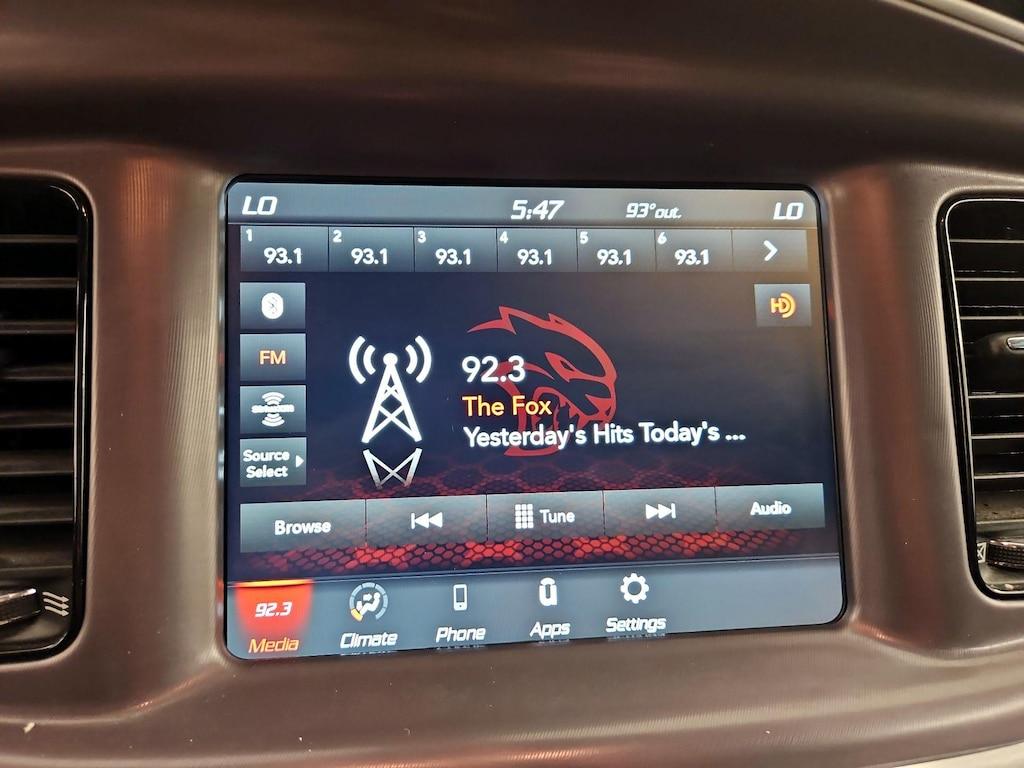 LO 5:47 93°out. LO
1 93.1 2 93.1 3 93.1 4 93.1 5 93.1 6 93.1
HD
FM
92.3
The Fox
SiriusXM
Yesterday's Hits Today's ...
Source
Select
Browse Tune Audio
92.3
Media Climate Phone Apps Settings